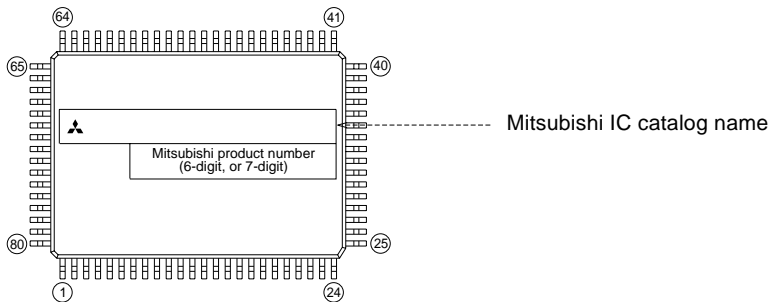 64
41
65
40
Mitsubishi IC catalog name
Mitsubishi product number
(6-digit, or 7-digit)
80
25
1
24